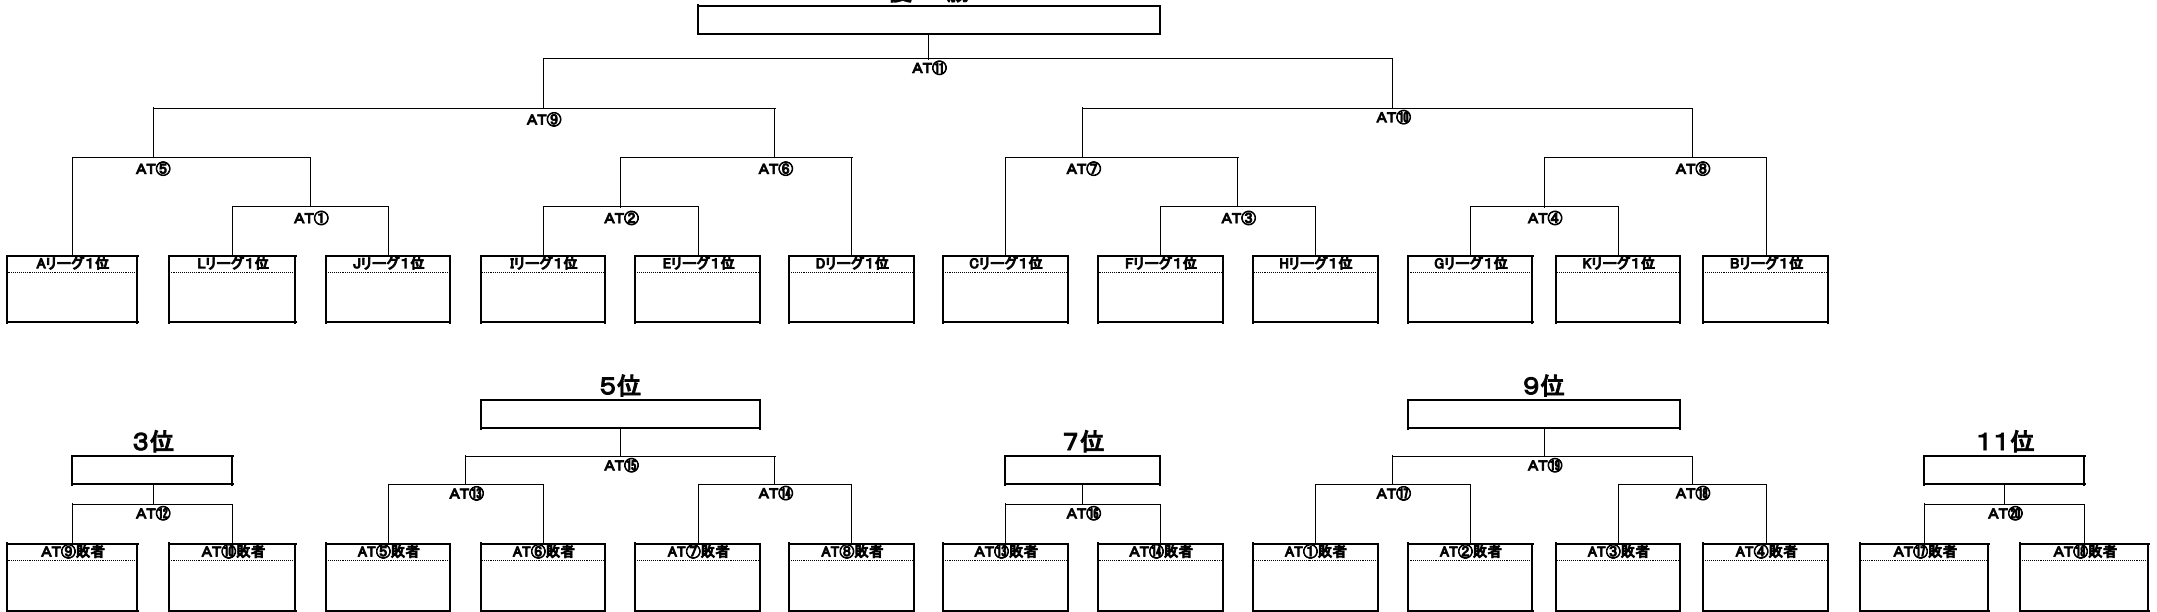 AT⑪
AT⑨ AT⑩
AT⑤ AT⑥ AT⑦ AT⑧
AT① AT② AT③ AT④
Aリーグ1位 Lリーグ1位 Jリーグ1位 Iリーグ1位 Eリーグ1位 Dリーグ1位 Cリーグ1位 Fリーグ1位 Hリーグ1位 Gリーグ1位 Kリーグ1位 Bリーグ1位
5位 9位
3位 7位 11位
AT⑮ AT⑲
AT⑬ AT⑭ AT⑰ AT⑱
AT⑫ AT⑯ AT⑳
AT⑨敗者 AT⑩敗者 AT⑤敗者 AT⑥敗者 AT⑦敗者 AT⑧敗者 AT⑬敗者 AT⑭敗者 AT①敗者 AT②敗者 AT③敗者 AT④敗者 AT⑰敗者 AT⑱敗者